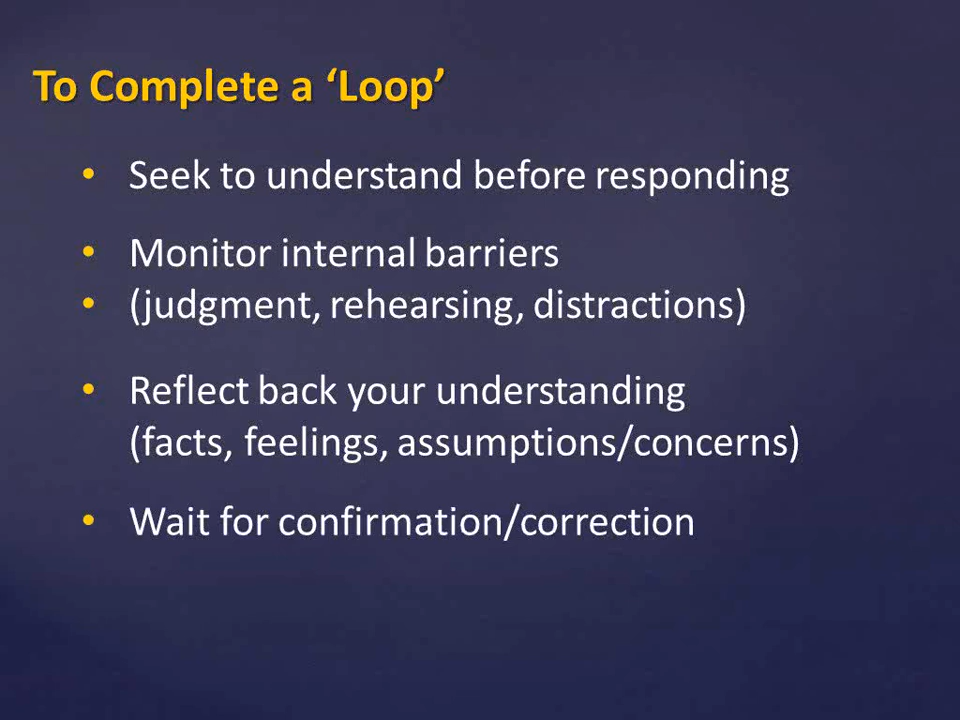 To Complete a ‘Loop’
• Seek to understand before responding
• Monitor internal barriers
• (judgment, rehearsing, distractions)
• Reflect back your understanding
(facts, feelings, assumptions/concerns)
• Wait for confirmation/correction